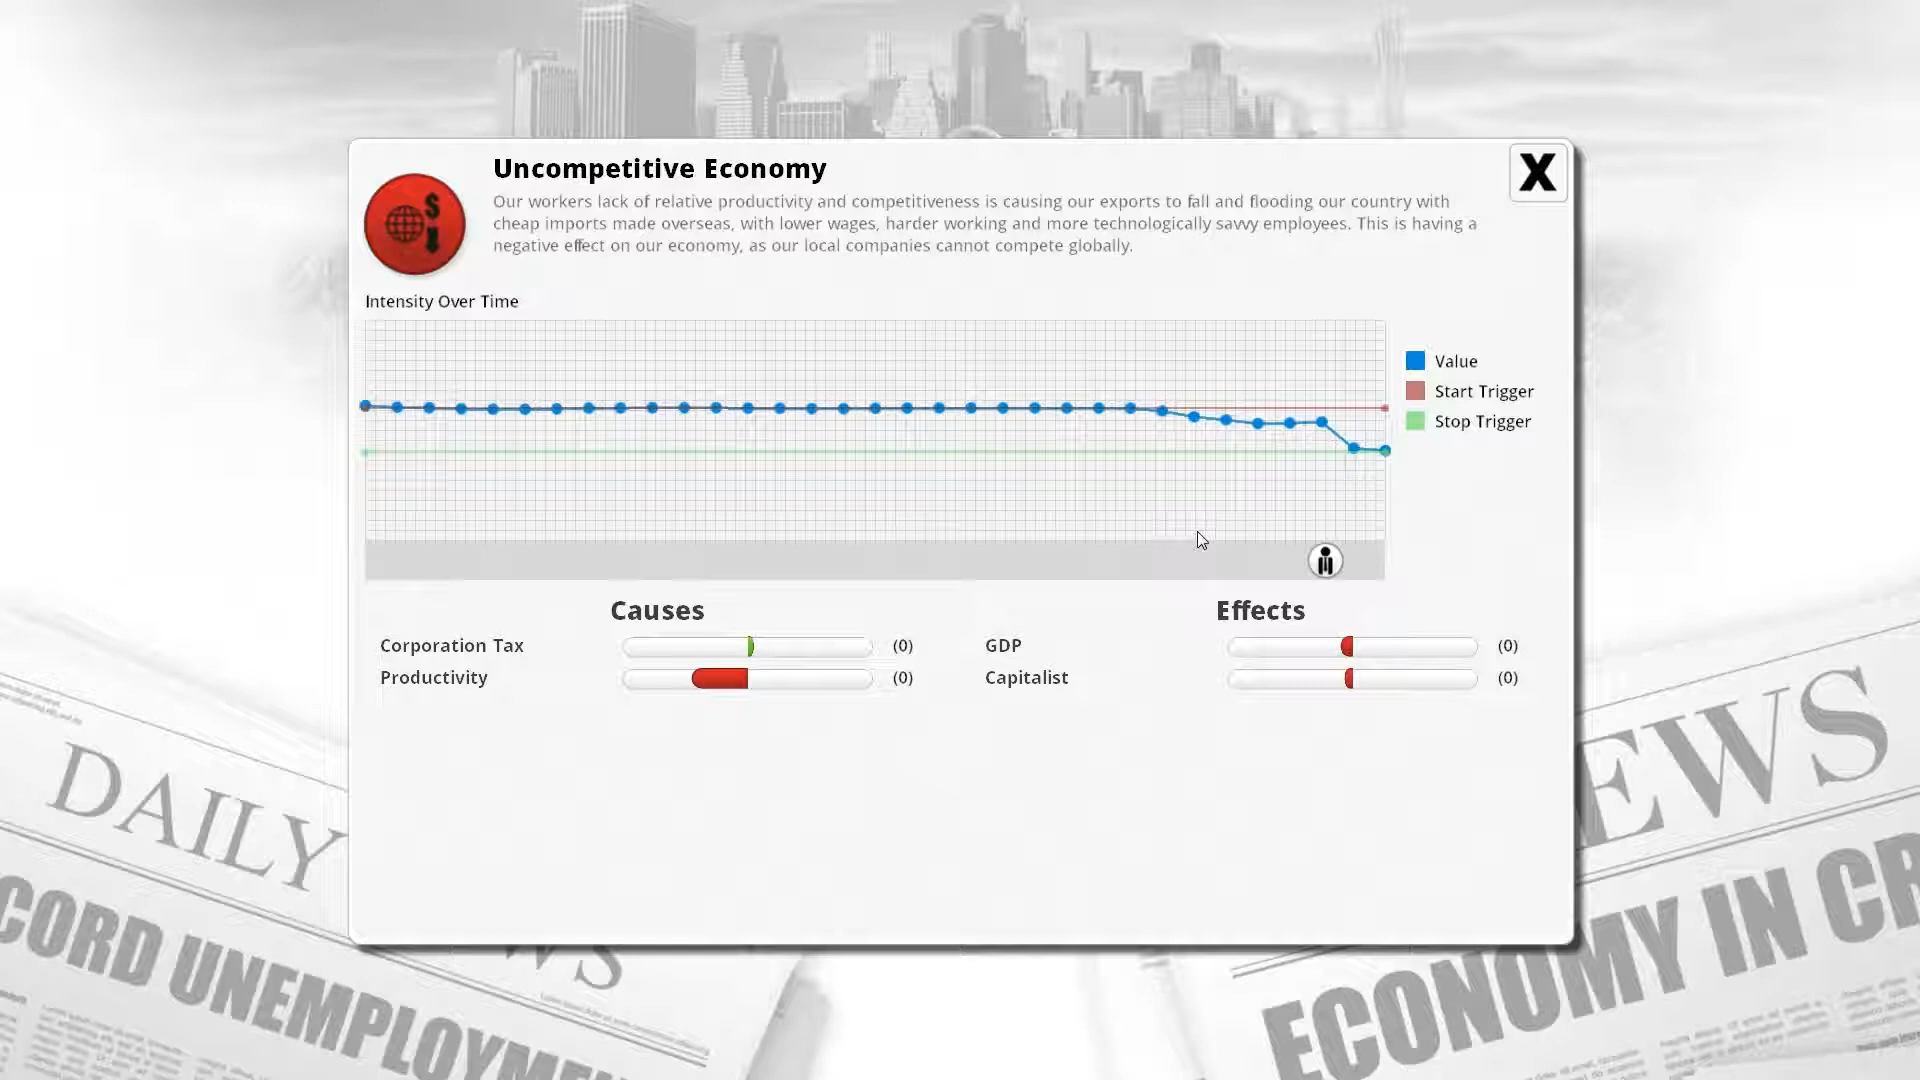 Uncompetitive Economy
X
Our workers lack of relative productivity and competitiveness is causing our exports to fall and flooding our country with
cheap imports made overseas, with lower wages, harder working and more technologically savvy employees. This is having a
negative effect on our economy, as our local companies cannot compete globally.
$
Intensity Over Time
Value
Start Trigger
Stop Trigger
Causes
Effects
Corporation Tax (0)
GDP (0)
Productivity (0)
Capitalist (0)
DAILY
EWS
CORD UNEMPLOYME
WS
ECONOMY IN CR